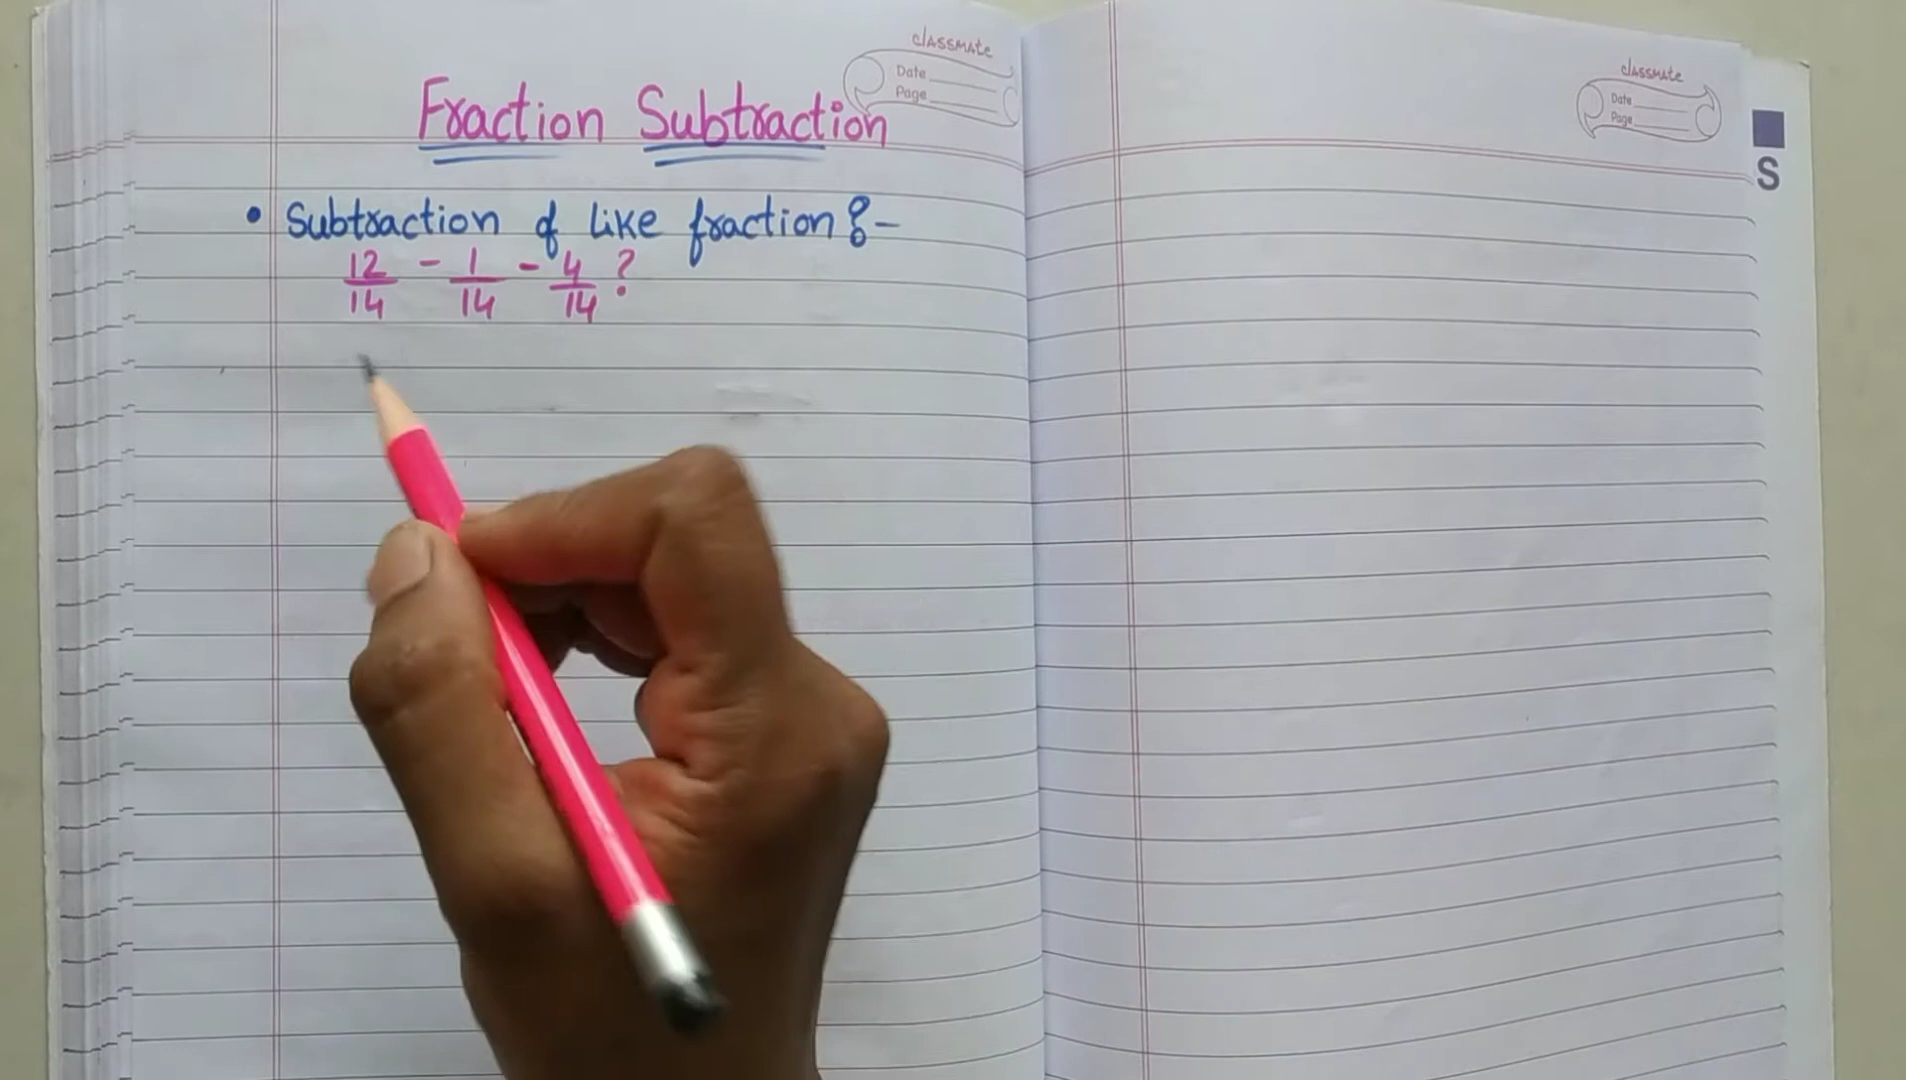 classmate
Date
Page
Fraction Subtraction
• Subtraction of like fraction :-
12/14 - 1/14 - 4/14 ?
classmate
Date
Page
S